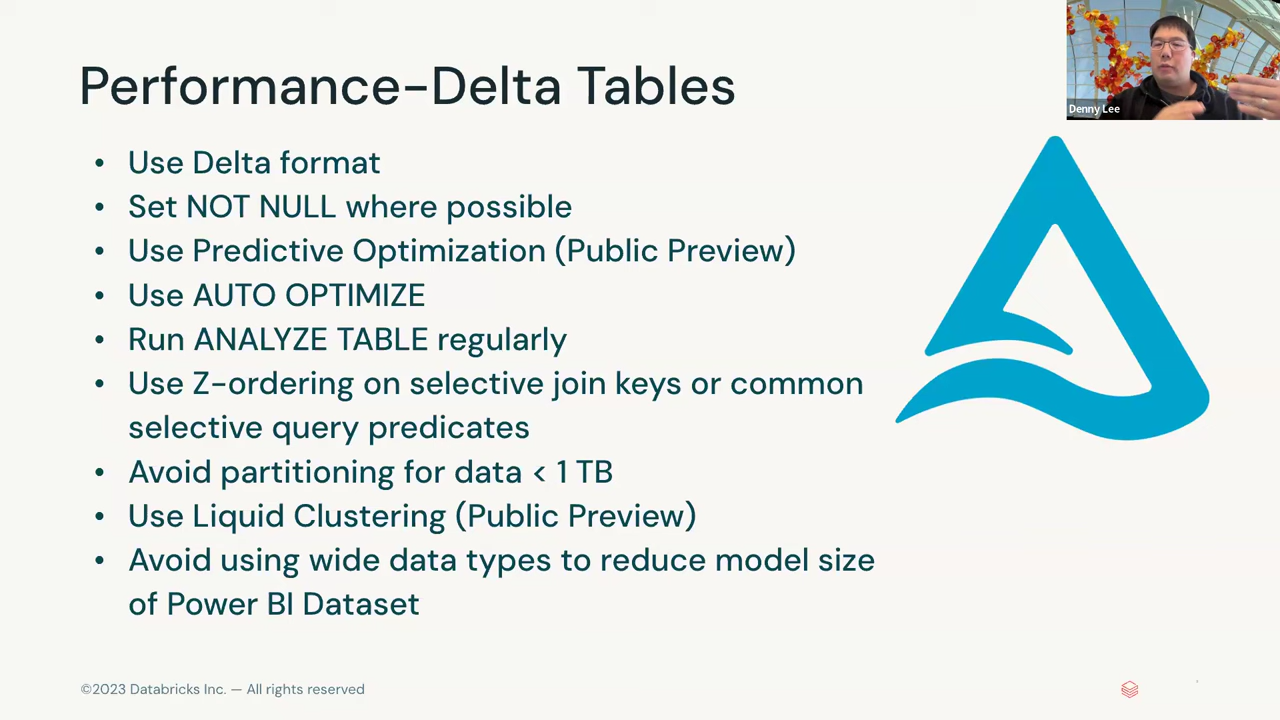 Performance-Delta Tables
Denny Lee
• Use Delta format
• Set NOT NULL where possible
• Use Predictive Optimization (Public Preview)
• Use AUTO OPTIMIZE
• Run ANALYZE TABLE regularly
• Use Z-ordering on selective join keys or common
selective query predicates
• Avoid partitioning for data < 1 TB
• Use Liquid Clustering (Public Preview)
• Avoid using wide data types to reduce model size
of Power BI Dataset
©2023 Databricks Inc. — All rights reserved